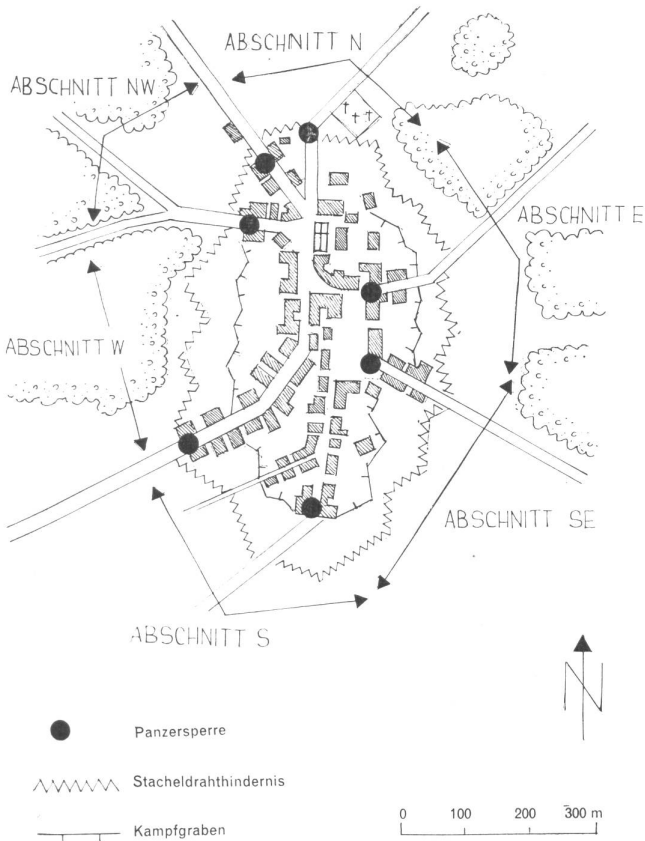 ABSCHNITT N
ABSCHNITT NW
ABSCHNITT E
ABSCHNITT W
ABSCHNITT SE
ABSCHNITT S
N
Panzersperre
Stacheldrahthindernis
Kampfgraben
0 100 200 300 m